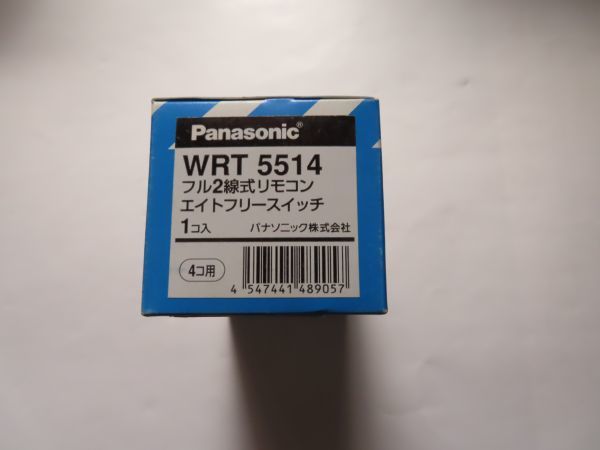 Panasonic®
WRT 5514
フル2線式リモコン
エイトフリースイッチ
1コ入 パナソニック株式会社
4コ用
4 547441 489057